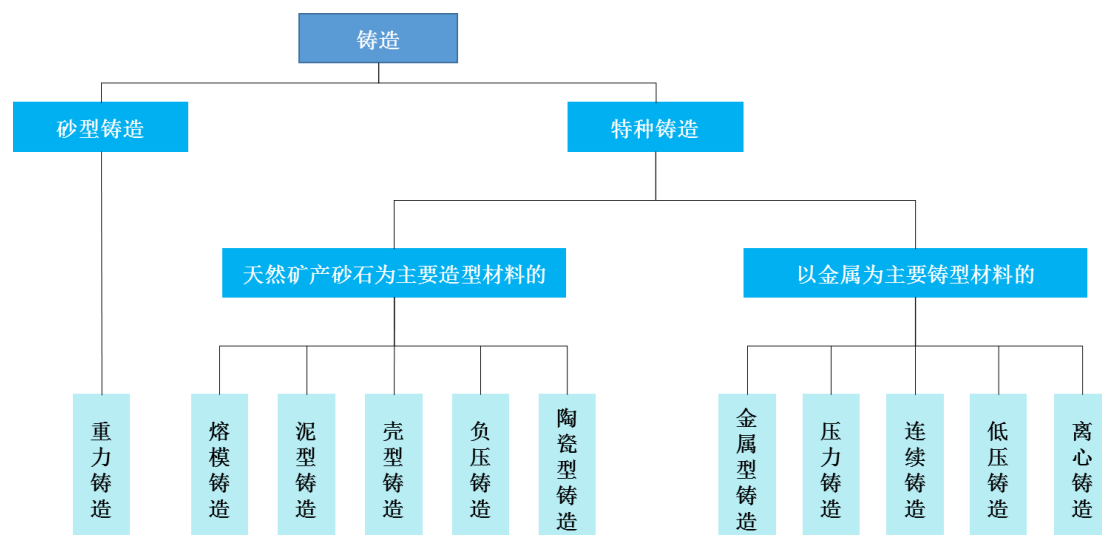 铸造
砂型铸造
特种铸造
天然矿产砂石为主要造型材料的
以金属为主要铸型材料的
重力铸造
熔模铸造
泥型铸造
壳型铸造
负压铸造
陶瓷型铸造
金属型铸造
压力铸造
连续铸造
低压铸造
离心铸造